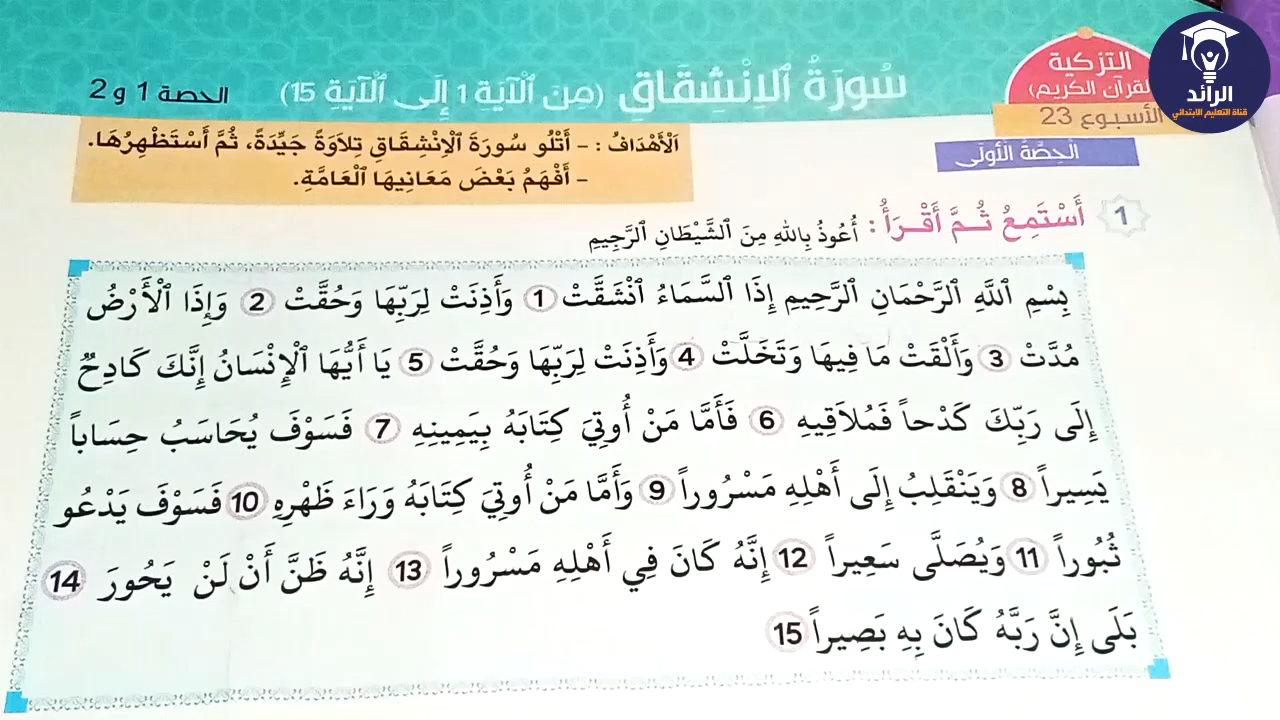 الرائد
قناة التعليم الابتدائي
التزكية
(القرآن الكريم)
الأسبوع 23
سُورَةُ ٱلِانْشِقَاقِ (مِنَ ٱلْآيَةِ 1 إِلَى ٱلْآيَةِ 15)
الحصة 1 و 2
الْحِصَّةُ الْأُولَى
اَلْأَهْدَافُ : - أَتْلُو سُورَةَ ٱلِانْشِقَاقِ تِلَاوَةً جَيِّدَةً، ثُمَّ أَسْتَظْهِرُهَا.
- أَفْهَمُ بَعْضَ مَعَانِيهَا ٱلْعَامَّةِ.
1 أَسْتَمِعُ ثُمَّ أَقْرَأُ : أَعُوذُ بِاللهِ مِنَ ٱلشَّيْطَانِ ٱلرَّجِيمِ
بِسْمِ ٱللَّهِ ٱلرَّحْمَانِ ٱلرَّحِيمِ إِذَا ٱلسَّمَاءُ ٱنْشَقَّتْ 1 وَأَذِنَتْ لِرَبِّهَا وَحُقَّتْ 2 وَإِذَا ٱلْأَرْضُ
مُدَّتْ 3 وَأَلْقَتْ مَا فِيهَا وَتَخَلَّتْ 4 وَأَذِنَتْ لِرَبِّهَا وَحُقَّتْ 5 يَا أَيُّهَا ٱلْإِنْسَانُ إِنَّكَ كَادِحٌ
إِلَى رَبِّكَ كَدْحاً فَمُلاَقِيهِ 6 فَأَمَّا مَنْ أُوتِيَ كِتَابَهُ بِيَمِينِهِ 7 فَسَوْفَ يُحَاسَبُ حِسَاباً
يَسِيراً 8 وَيَنْقَلِبُ إِلَى أَهْلِهِ مَسْرُوراً 9 وَأَمَّا مَنْ أُوتِيَ كِتَابَهُ وَرَاءَ ظَهْرِهِ 10 فَسَوْفَ يَدْعُو
ثُبُوراً 11 وَيُصَلَّى سَعِيراً 12 إِنَّهُ كَانَ فِي أَهْلِهِ مَسْرُوراً 13 إِنَّهُ ظَنَّ أَنْ لَنْ يَحُورَ 14
بَلَى إِنَّ رَبَّهُ كَانَ بِهِ بَصِيراً 15